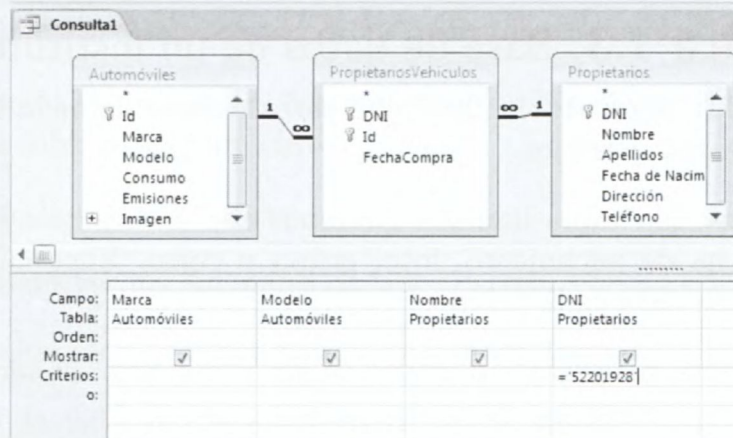 Consulta1
Automóviles
*
Id
Marca
Modelo
Consumo
Emisiones
Imagen
1
∞
PropietariosVehiculos
*
DNI
Id
FechaCompra
∞
1
Propietarios
*
DNI
Nombre
Apellidos
Fecha de Nacim
Dirección
Teléfono
Campo: Marca Modelo Nombre DNI
Tabla: Automóviles Automóviles Propietarios Propietarios
Orden:
Mostrar:
Criterios: ='52201928'
o: